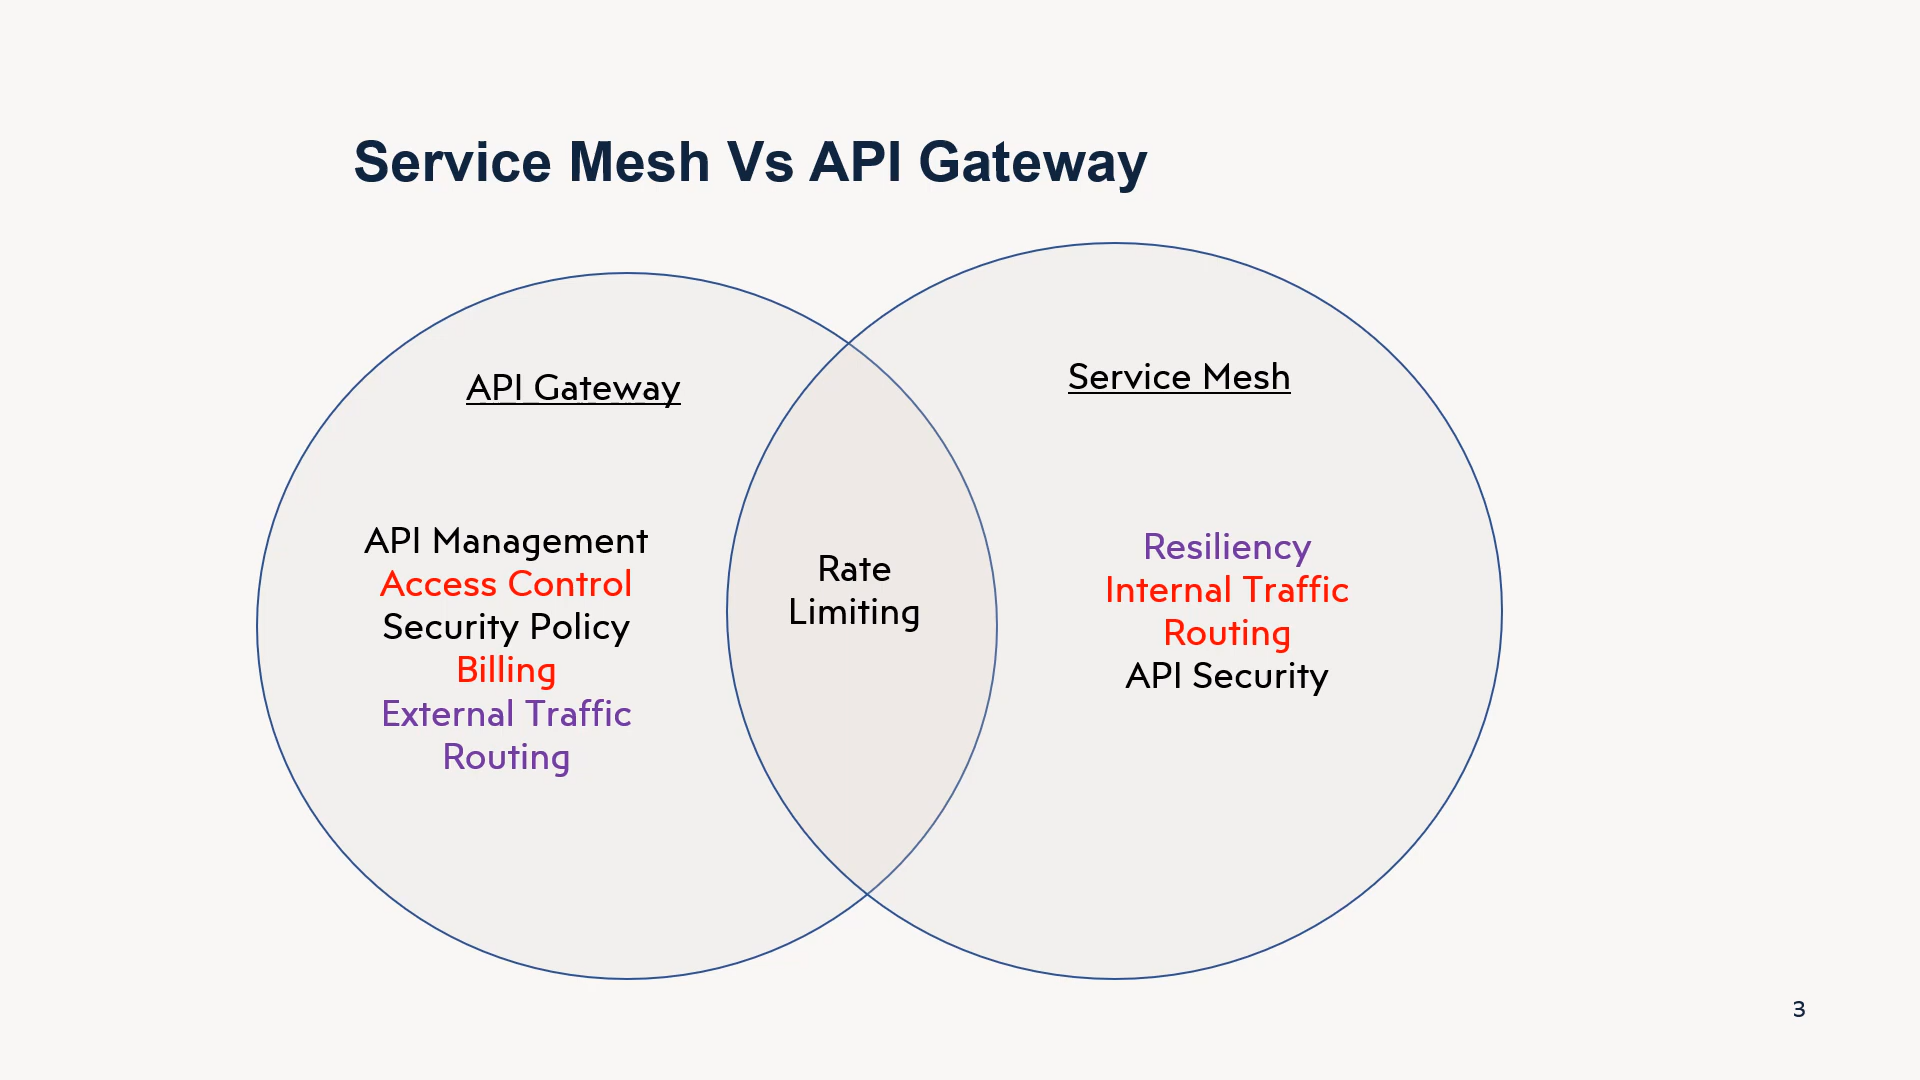 Service Mesh Vs API Gateway
API Gateway
API Management
Access Control
Security Policy
Billing
External Traffic
Routing
Rate
Limiting
Service Mesh
Resiliency
Internal Traffic
Routing
API Security
3